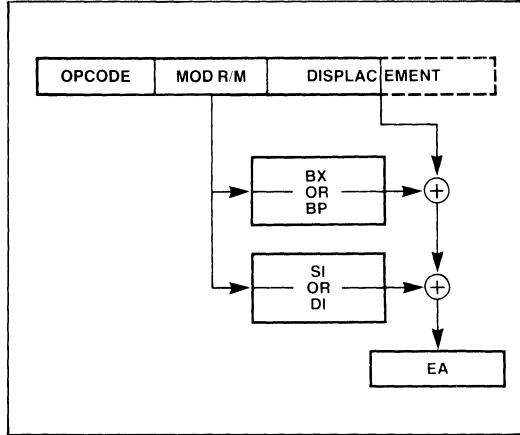 OPCODE MOD R/M DISPLACEMENT
BX
OR
BP
+
SI
OR
DI
+
EA